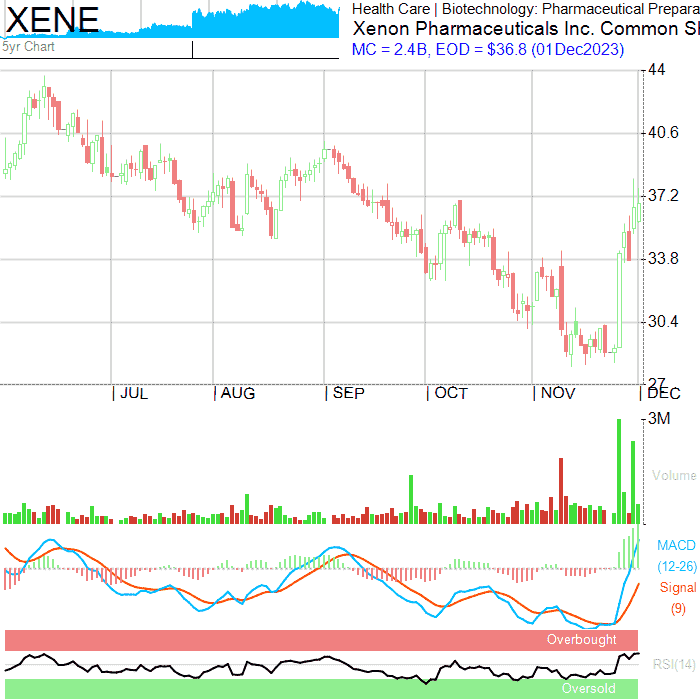 XENE
5yr Chart
Health Care | Biotechnology: Pharmaceutical Prepara
Xenon Pharmaceuticals Inc. Common S
MC = 2.4B, EOD = $36.8 (01Dec2023)
44
40.6
37.2
33.8
30.4
27
JUL
AUG
SEP
OCT
NOV
DEC
3M
Volume
MACD
(12-26)
Signal
(9)
Overbought
RSI(14)
Oversold